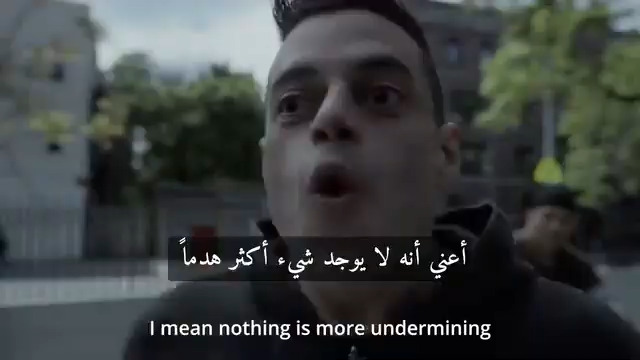 أعني أنه لا يوجد شيء أكثر هدماً
I mean nothing is more undermining